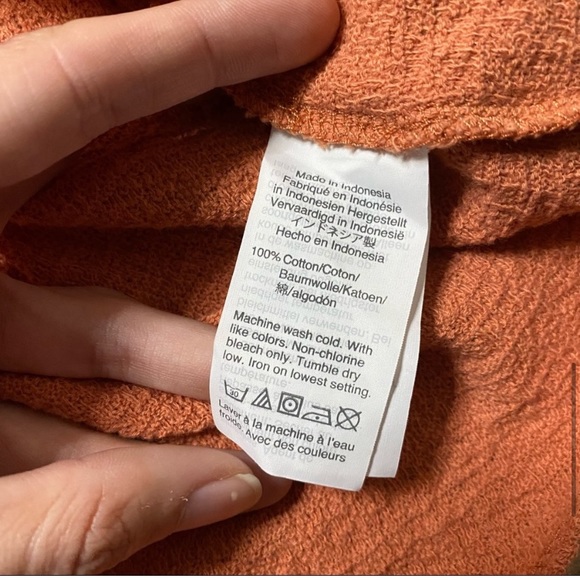 Made in Indonesia
Fabriqué en Indonésie
in Indonesien Hergestellt
Vervaardigd in Indonesië
インドネシア製
Hecho en Indonesia
100% Cotton/Coton/
Baumwolle/Katoen/
綿/algodón
Machine wash cold. With
like colors. Non-chlorine
bleach only. Tumble dry
low. Iron on lowest setting.
30
Laver à la machine à l'eau
froide. Avec des couleurs